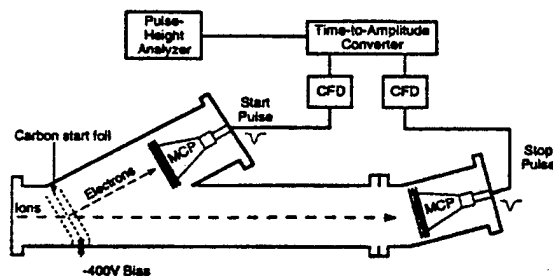 Pulse-
Height
Analyzer
Time-to-Amplitude
Converter
CFD
CFD
Start
Pulse
Carbon start foil
MCP
Electrons
Stop
Pulse
Ions
MCP
-400V Bias